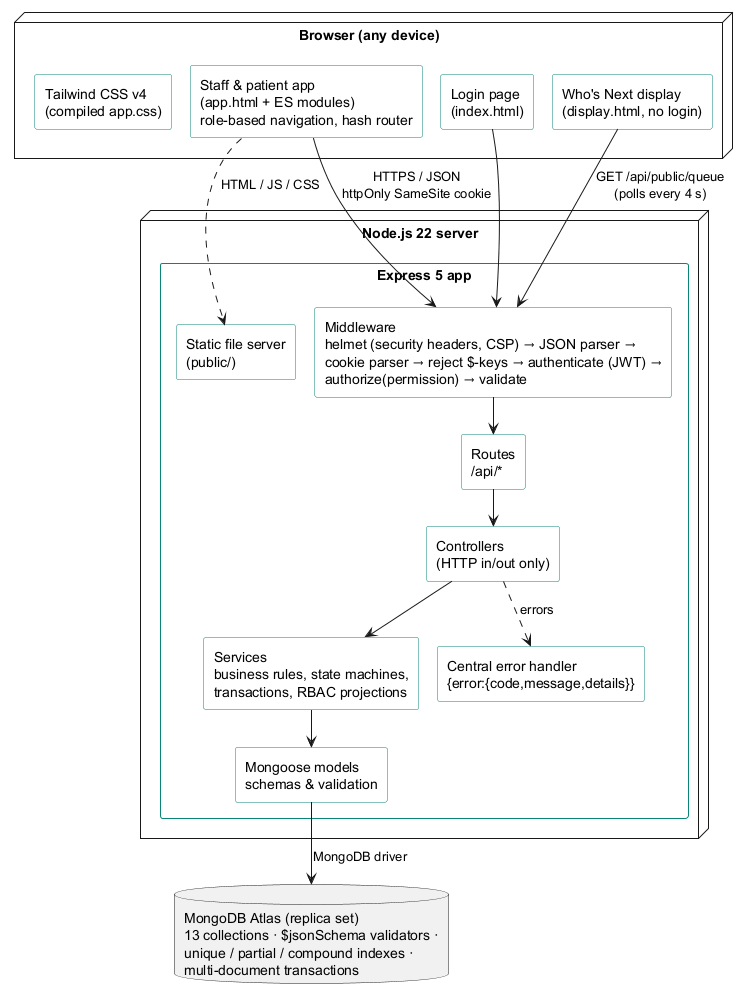 Browser (any device)
Tailwind CSS v4
(compiled app.css)
Staff & patient app
(app.html + ES modules)
role-based navigation, hash router
Login page
(index.html)
Who's Next display
(display.html, no login)
HTML / JS / CSS
HTTPS / JSON
httpOnly SameSite cookie
GET /api/public/queue
(polls every 4 s)
Node.js 22 server
Express 5 app
Static file server
(public/)
Middleware
helmet (security headers, CSP) → JSON parser →
cookie parser → reject $-keys → authenticate (JWT) →
authorize(permission) → validate
Routes
/api/*
Controllers
(HTTP in/out only)
errors
Services
business rules, state machines,
transactions, RBAC projections
Central error handler
{error:{code,message,details}}
Mongoose models
schemas & validation
MongoDB driver
MongoDB Atlas (replica set)
13 collections · $jsonSchema validators ·
unique / partial / compound indexes ·
multi-document transactions